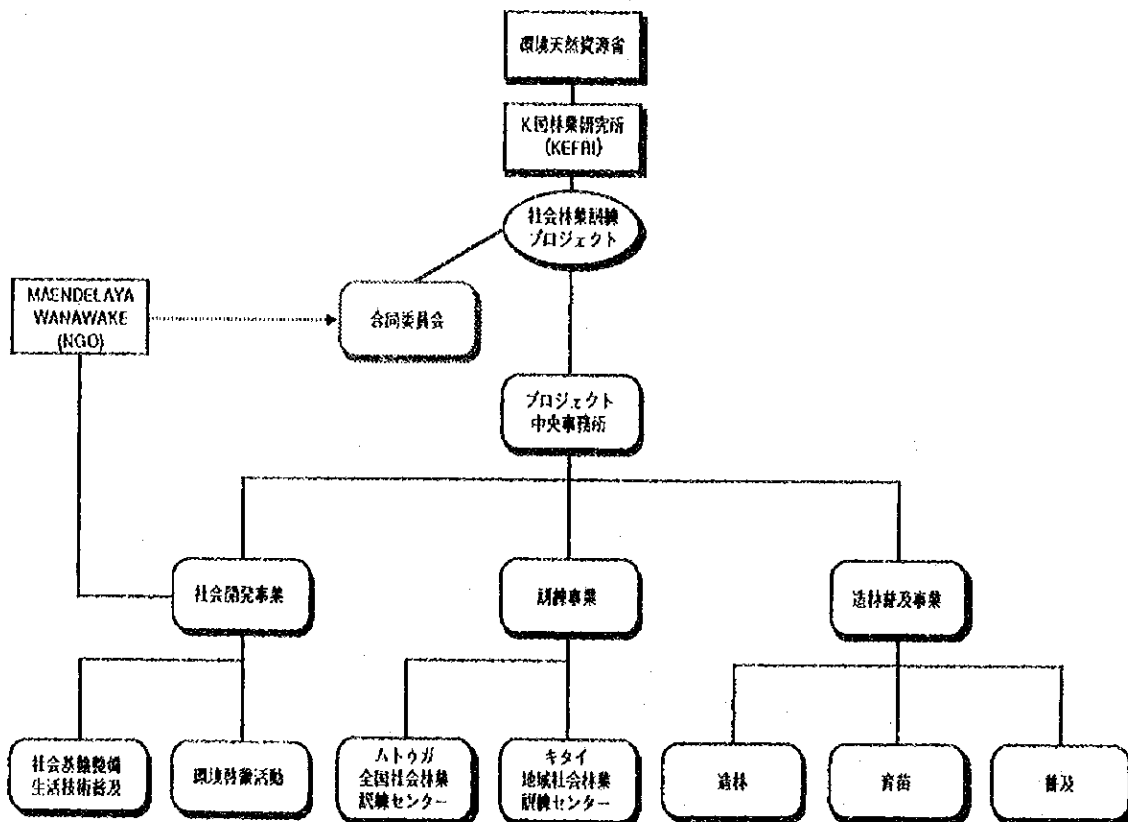 環境天然資源省
K国林業研究所
(KEFRI)
社会林業訓練
プロジェクト
MAENDELAYA
WANAWAKE
(NGO)
合同委員会
プロジェクト
中央事務所
社会開発事業
訓練事業
造林普及事業
社会基盤整備
生活技術普及
環境啓蒙活動
ムトゥガ
全国社会林業
訓練センター
キタイ
地域社会林業
訓練センター
造林
育苗
普及